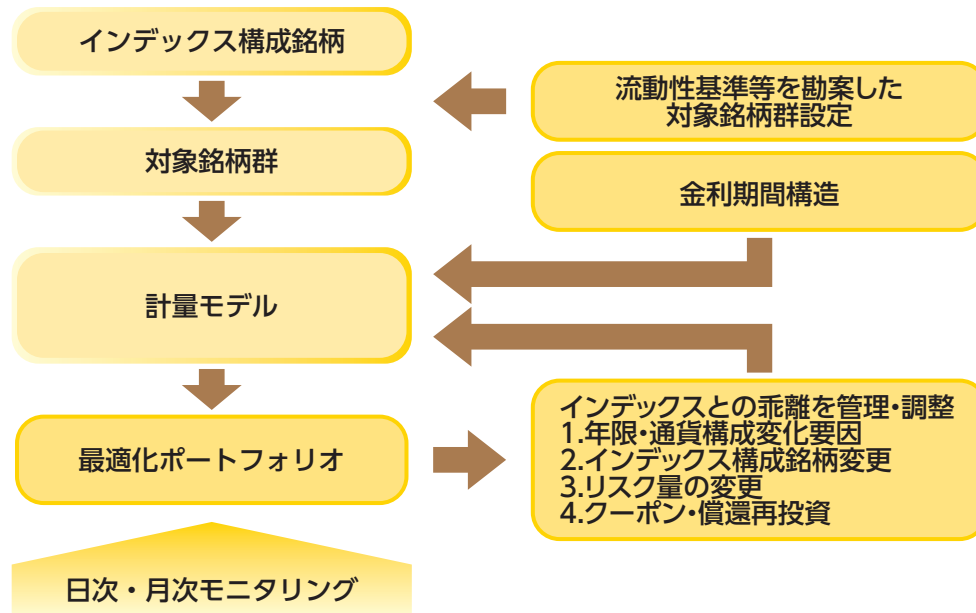 インデックス構成銘柄
流動性基準等を勘案した
対象銘柄群設定
対象銘柄群
金利期間構造
計量モデル
最適化ポートフォリオ
インデックスとの乖離を管理・調整
1.年限・通貨構成変化要因
2.インデックス構成銘柄変更
3.リスク量の変更
4.クーポン・償還再投資
日次・月次モニタリング